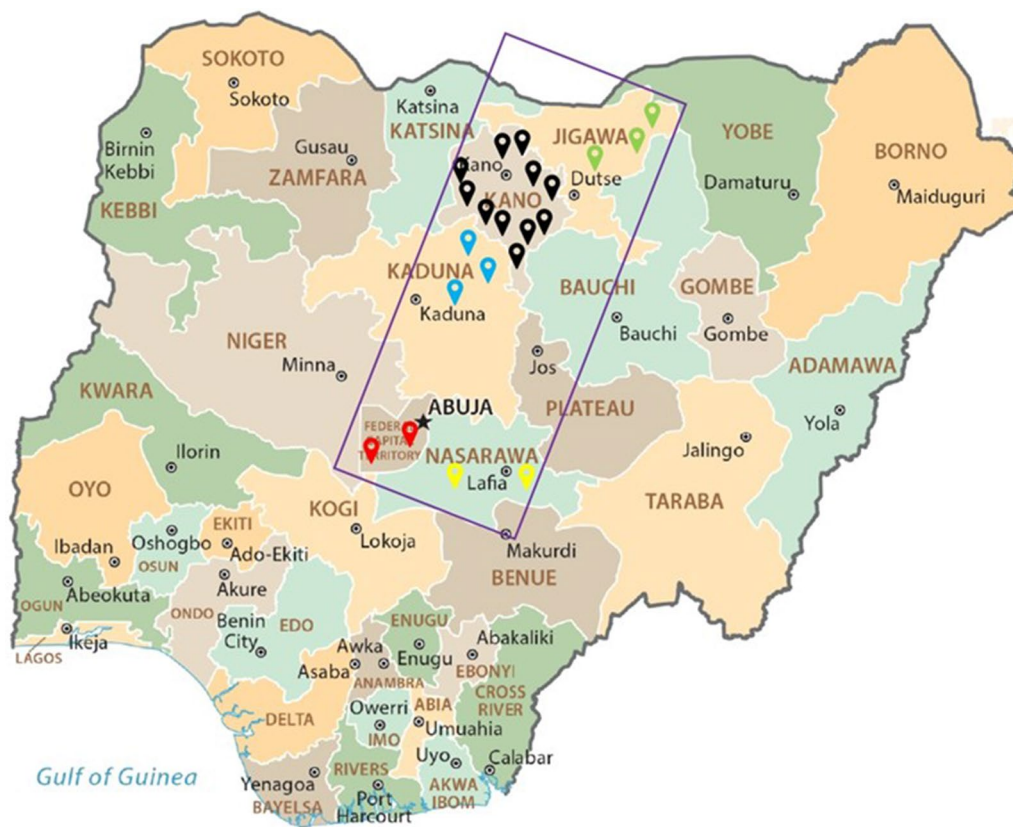 SOKOTO
Sokoto
Katsina
KATSINA
JIGAWA
YOBE
BORNO
Birnin
Kebbi
Gusau
ZAMFARA
KEBBI
KANO
Dutse
Damaturu
Maiduguri
KADUNA
Kaduna
BAUCHI
Bauchi
GOMBE
Gombe
NIGER
Minna
Jos
ADAMAWA
Yola
KWARA
ABUJA
PLATEAU
TERRITORY
NASARAWA
Lafia
Jalingo
TARABA
Ilorin
OYO
KOGI
Lokoja
Makurdi
BENUE
Ibadan
Oshogbo
OSUN
EKITI
Ado-Ekiti
OGUN
Abeokuta
Akure
ONDO
Benin
City
EDO
ENUGU
Enugu
Abakaliki
EBONYI
CROSS
RIVER
LAGOS
Ikeja
Awka
Asaba
ANAMBRA
Owerri
IMO
ABIA
Umuahia
DELTA
Uyo
Calabar
Gulf of Guinea
Yenagoa
BAYELSA
RIVERS
Port
Harcourt
AKWA
IBOM